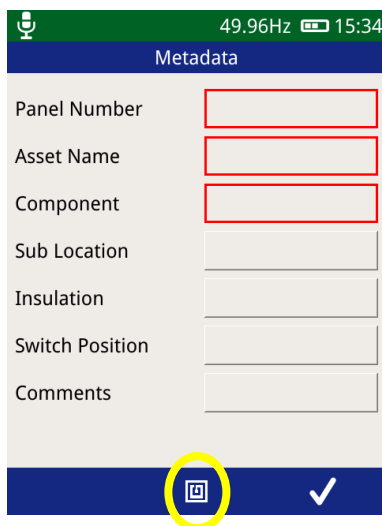 49.96Hz 15:34
Metadata
Panel Number
Asset Name
Component
Sub Location
Insulation
Switch Position
Comments